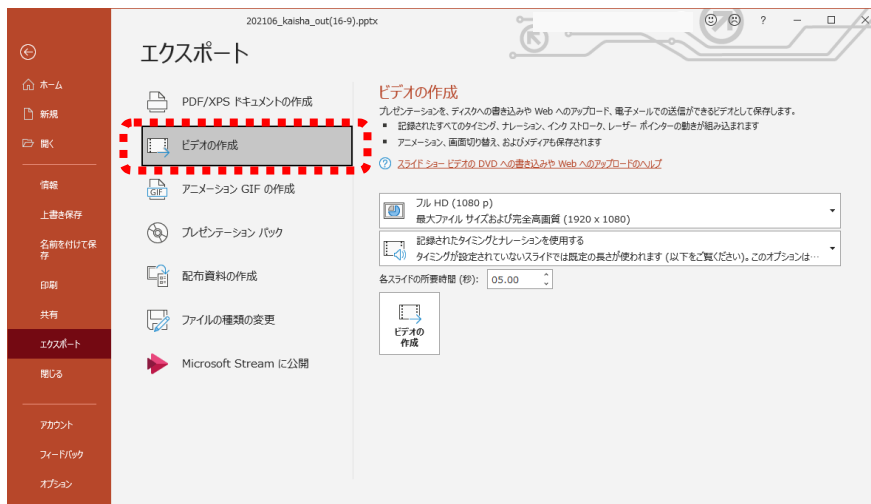 202106_kaisha_out(16-9).pptx
?
エクスポート
ホーム
新規
開く
情報
上書き保存
名前を付けて保
存
印刷
共有
エクスポート
閉じる
アカウント
フィードバック
オプション
PDF/XPS ドキュメントの作成
ビデオの作成
GIF
アニメーション GIF の作成
プレゼンテーション パック
配布資料の作成
ファイルの種類の変更
Microsoft Stream に公開
ビデオの作成
プレゼンテーションを、ディスクへの書き込みや Web へのアップロード、電子メールでの送信ができるビデオとして保存します。
▪ 記録されたすべてのタイミング、ナレーション、インク ストローク、レーザー ポインターの動きが組み込まれます
▪ アニメーション、画面切り替え、およびメディアも保存されます
? スライド ショー ビデオの DVD への書き込みや Web へのアップロードのヘルプ
フル HD (1080 p)
最大ファイル サイズおよび完全高画質 (1920 x 1080)
記録されたタイミングとナレーションを使用する
タイミングが設定されていないスライドでは既定の長さが使われます (以下をご覧ください)。このオプションは…
各スライドの所要時間 (秒): 05.00
ビデオの
作成